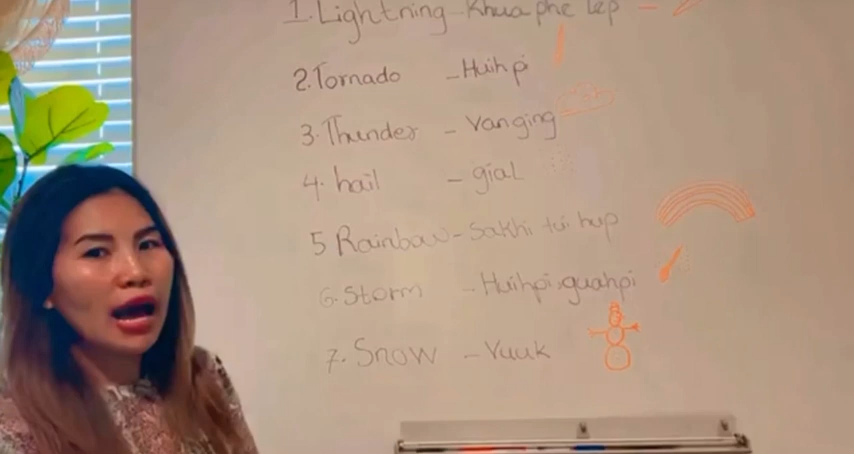 1. Lightning - Khua phe lep -
2. Tornado - Huih pi
3. Thunder - Vanging
4. hail - gial
5 Rainbow - Sakhi tui hup
6. Storm - Huihpi, guahpi
7. Snow - Vuuk